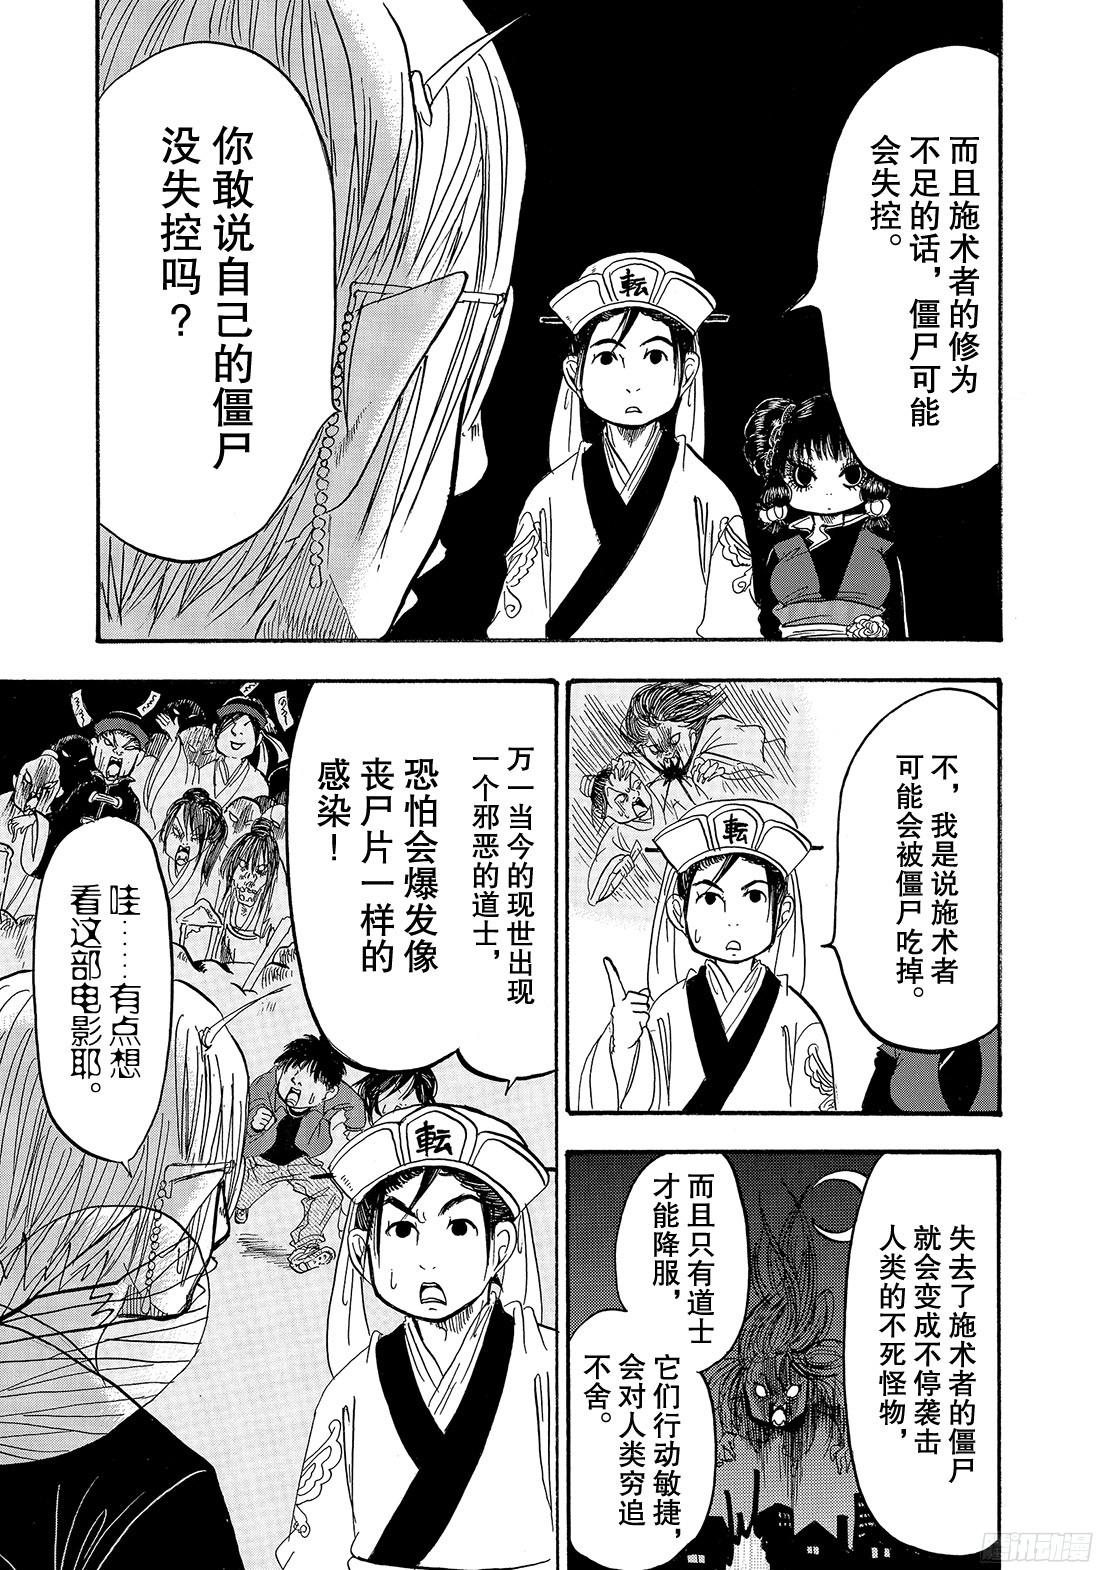 而且施术者的修为
不足的话，僵尸可能
会失控。
転
你敢说自己的僵尸
没失控吗？
不，我是说施术者
可能会被僵尸吃掉。
転
失去了施术者的僵尸
就会变成不停袭击
人类的不死怪物，
而且只有道士
才能降服，
它们行动敏捷，
会对人类穷追
不舍。
万一当今的现世出现
一个邪恶的道士，
恐怕会爆发像
丧尸片一样的
感染！
転
哇……有点想
看这部电影耶。
腾讯动漫